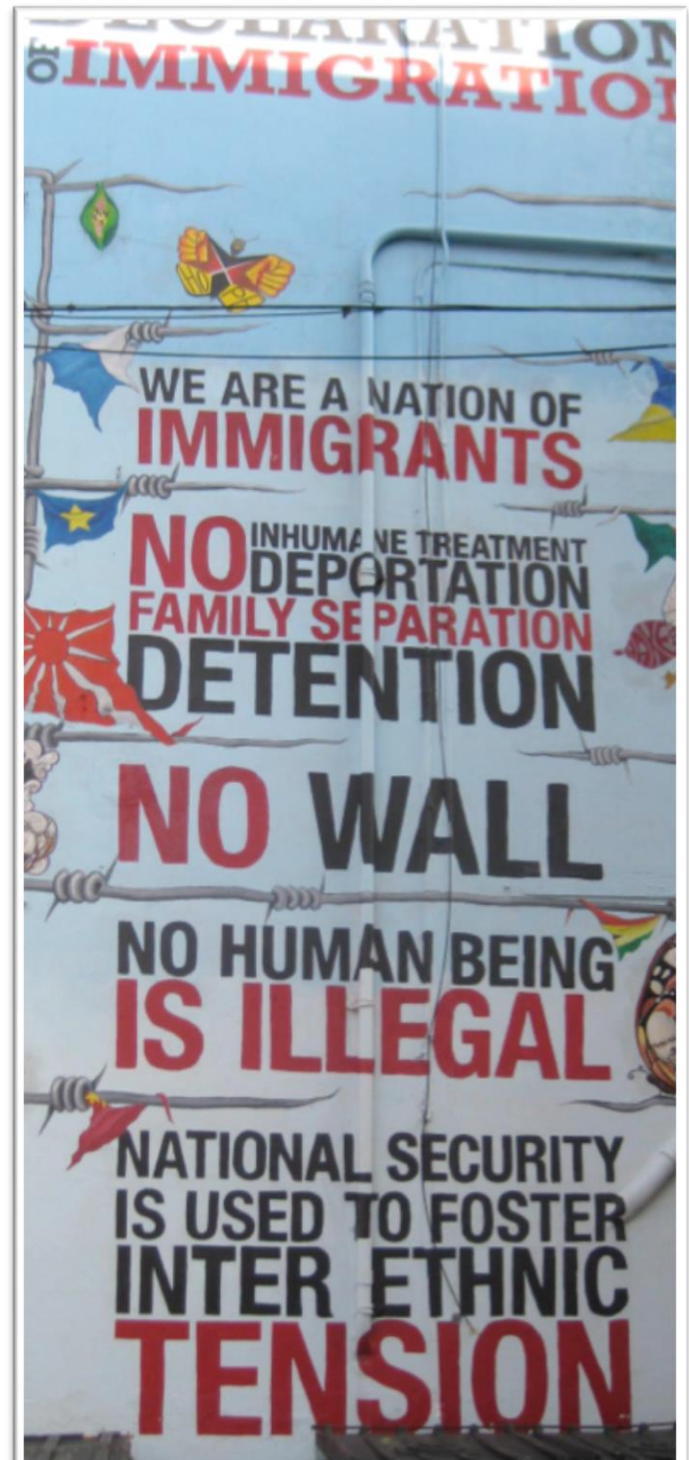 DECLARATION
OF IMMIGRATION
WE ARE A NATION OF
IMMIGRANTS
NO INHUMANE TREATMENT
DEPORTATION
FAMILY SEPARATION
DETENTION
NO WALL
NO HUMAN BEING
IS ILLEGAL
NATIONAL SECURITY
IS USED TO FOSTER
INTER ETHNIC
TENSION